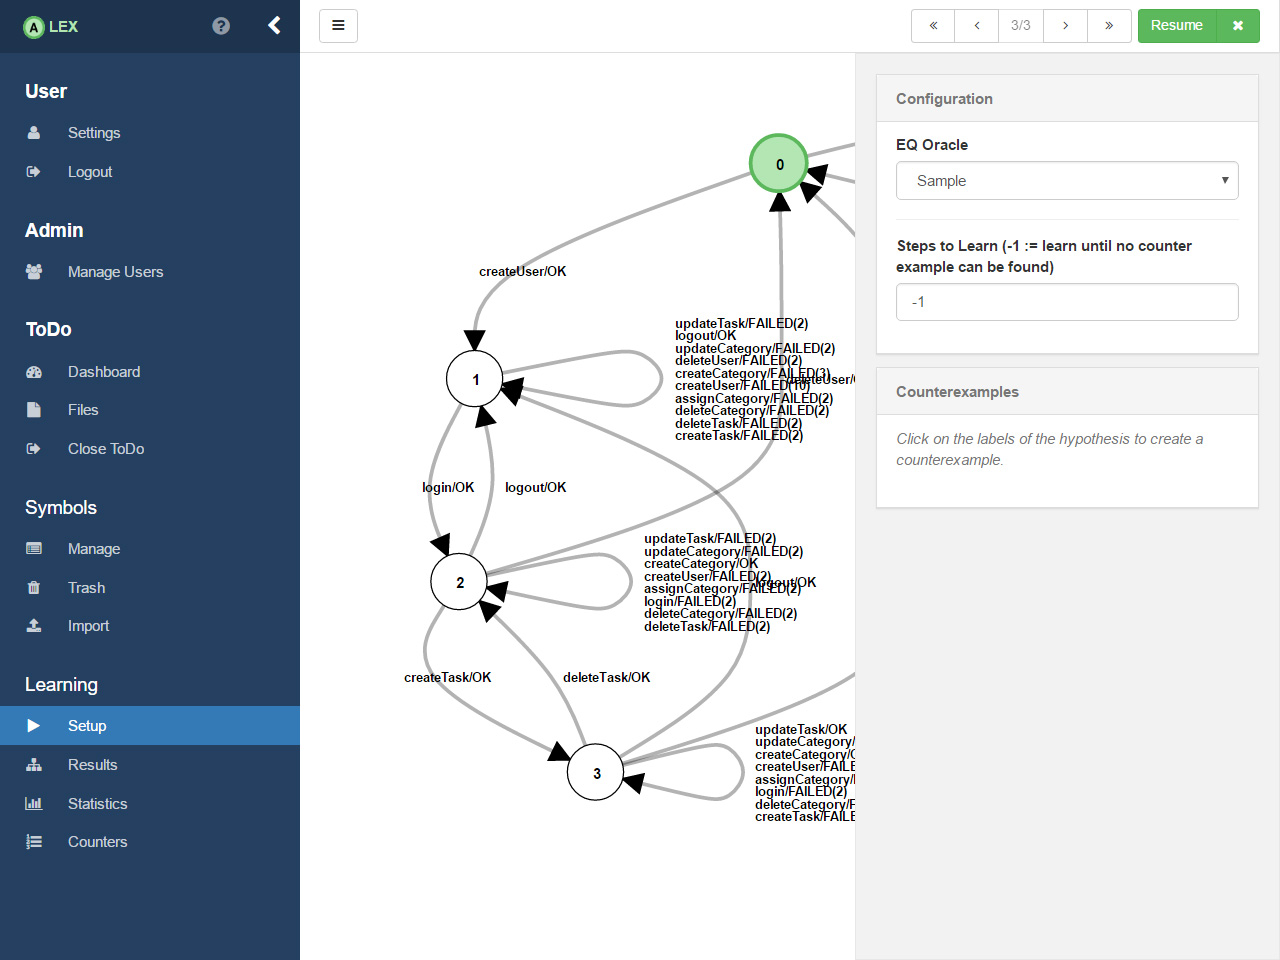 A LEX
User
Settings
Logout
Admin
Manage Users
ToDo
Dashboard
Files
Close ToDo
Symbols
Manage
Trash
Import
Learning
Setup
Results
Statistics
Counters
3/3
Resume
0
createUser/OK
updateTask/FAILED(2)
logout/OK
updateCategory/FAILED(2)
deleteUser/FAILED(2)
createCategory/FAILED(3)
createUser/FAILED(10)
assignCategory/FAILED(2)
deleteCategory/FAILED(2)
deleteTask/FAILED(2)
createTask/FAILED(2)
deleteUser/
1
login/OK
logout/OK
updateTask/FAILED(2)
updateCategory/FAILED(2)
createCategory/OK
createUser/FAILED(2)
assignCategory/FAILED(2)
login/FAILED(2)
deleteCategory/FAILED(2)
deleteTask/FAILED(2)
logout/OK
2
createTask/OK
deleteTask/OK
updateTask/OK
updateCategory/
createCategory/
createUser/FAILE
assignCategory/
login/FAILED(2)
deleteCategory/F
createTask/FAILE
3
Configuration
EQ Oracle
Sample
Steps to Learn (-1 := learn until no counter
example can be found)
-1
Counterexamples
Click on the labels of the hypothesis to create a
counterexample.